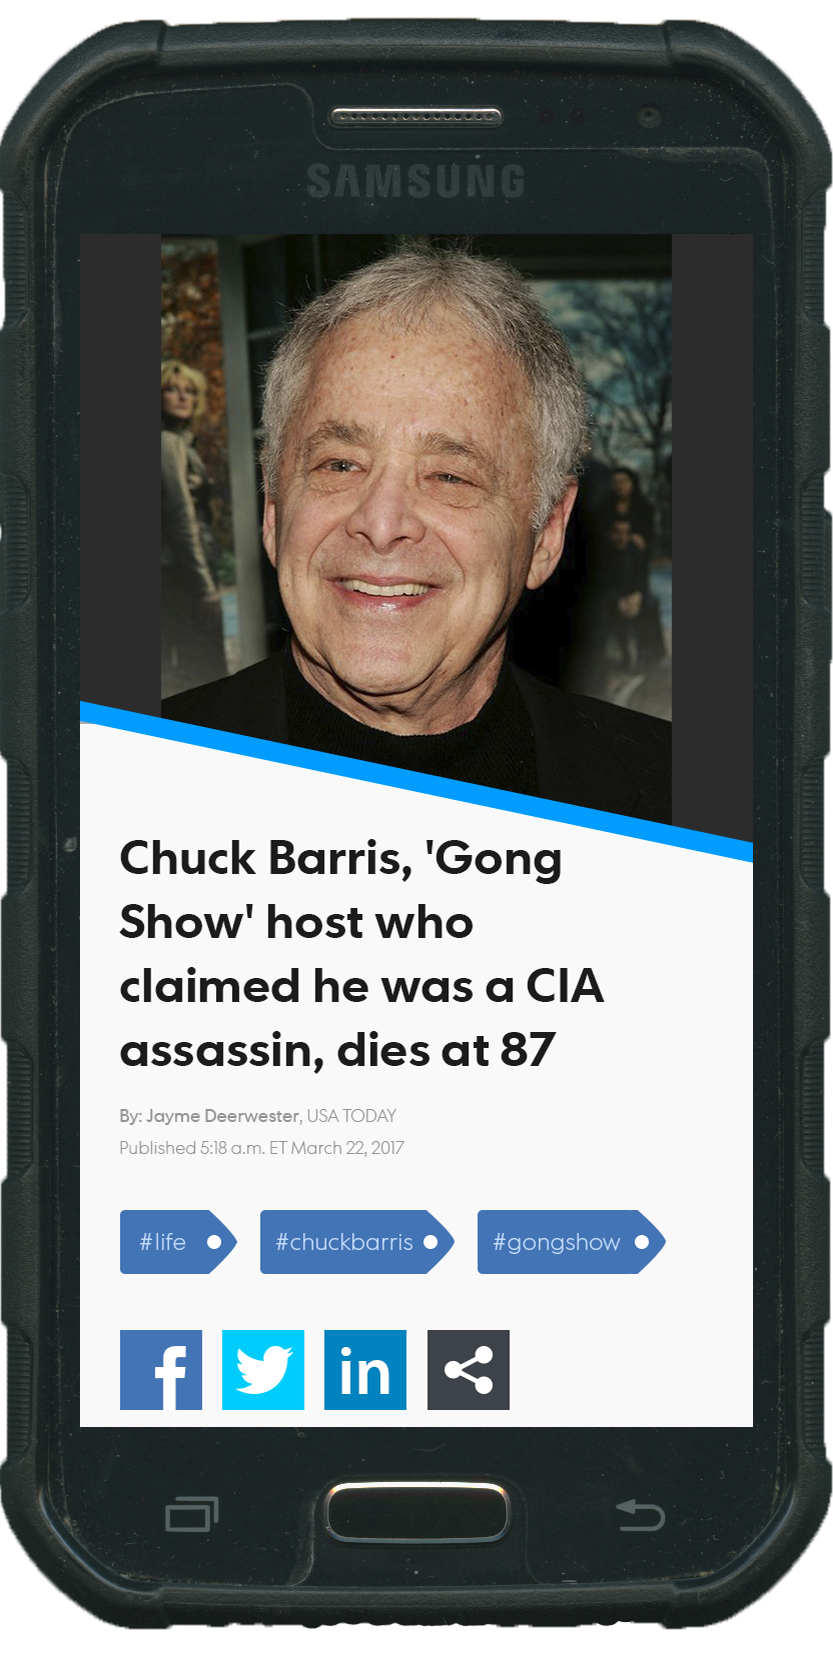 SAMSUNG
Chuck Barris, 'Gong
Show' host who
claimed he was a CIA
assassin, dies at 87
By: Jayme Deerwester, USA TODAY
Published 5:18 a.m. ET March 22, 2017
#life #chuckbarris #gongshow
f in